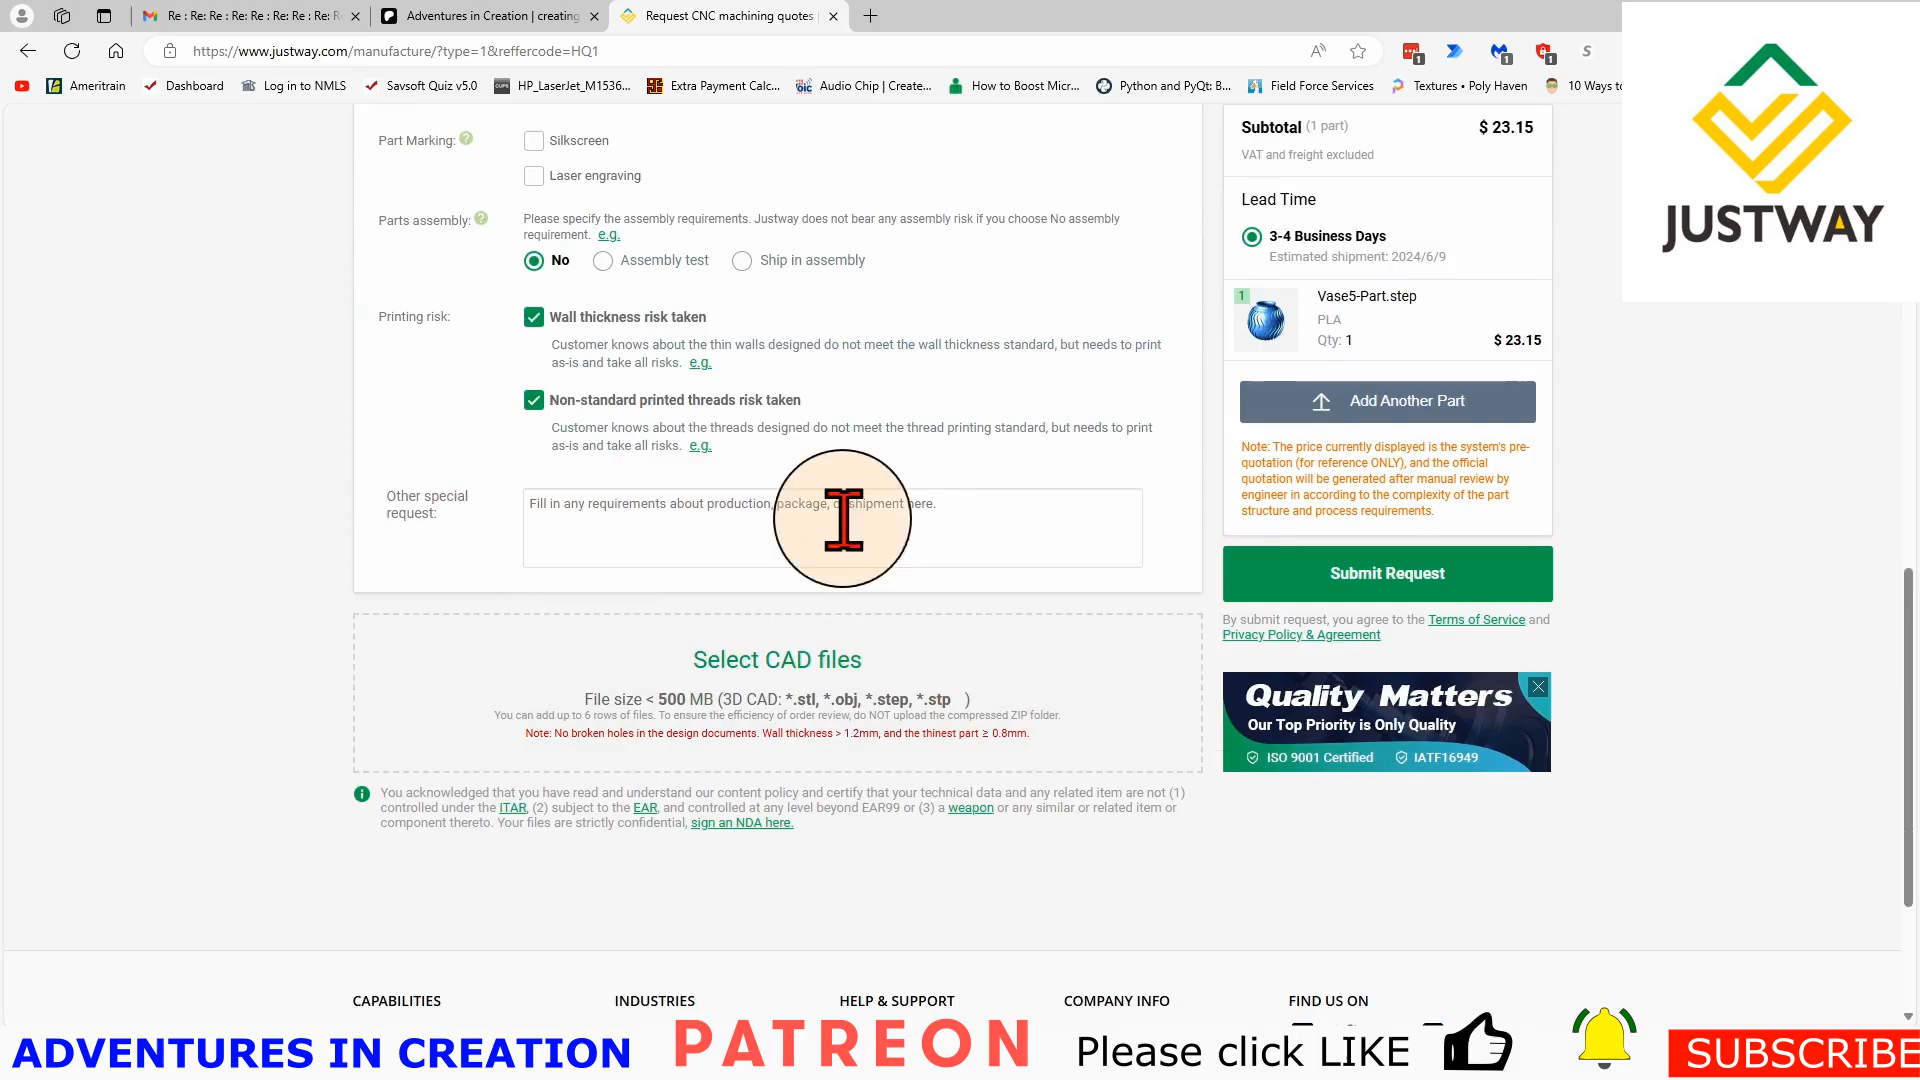 Re : Re: Re : Re : Re: Re : Re: R
Adventures in Creation | creating
Request CNC machining quotes |
https://www.justway.com/manufacture/?type=1&reffercode=HQ1
Ameritrain
Dashboard
Log in to NMLS
Savsoft Quiz v5.0
HP_LaserJet_M1536...
Extra Payment Calc...
Audio Chip | Create...
How to Boost Micr...
Python and PyQt: B...
Field Force Services
Textures • Poly Haven
10 Ways to
JUSTWAY
Part Marking:
Silkscreen
Laser engraving
Parts assembly:
Please specify the assembly requirements. Justway does not bear any assembly risk if you choose No assembly
requirement. e.g.
No
Assembly test
Ship in assembly
Printing risk:
Wall thickness risk taken
Customer knows about the thin walls designed do not meet the wall thickness standard, but needs to print
as-is and take all risks. e.g.
Non-standard printed threads risk taken
Customer knows about the threads designed do not meet the thread printing standard, but needs to print
as-is and take all risks. e.g.
Other special
request:
Fill in any requirements about production, package, shipment here.
Select CAD files
File size < 500 MB (3D CAD: *.stl, *.obj, *.step, *.stp )
You can add up to 6 rows of files. To ensure the efficiency of order review, do NOT upload the compressed ZIP folder.
Note: No broken holes in the design documents. Wall thickness > 1.2mm, and the thinest part ≥ 0.8mm.
You acknowledged that you have read and understand our content policy and certify that your technical data and any related item are not (1)
controlled under the ITAR, (2) subject to the EAR, and controlled at any level beyond EAR99 or (3) a weapon or any similar or related item or
component thereto. Your files are strictly confidential, sign an NDA here.
Subtotal (1 part) $ 23.15
VAT and freight excluded
Lead Time
3-4 Business Days
Estimated shipment: 2024/6/9
1
Vase5-Part.step
PLA
Qty: 1 $ 23.15
Add Another Part
Note: The price currently displayed is the system's pre-
quotation (for reference ONLY), and the official
quotation will be generated after manual review by
engineer in according to the complexity of the part
structure and process requirements.
Submit Request
By submit request, you agree to the Terms of Service and
Privacy Policy & Agreement
Quality Matters
Our Top Priority is Only Quality
ISO 9001 Certified
IATF16949
CAPABILITIES
INDUSTRIES
HELP & SUPPORT
COMPANY INFO
FIND US ON
ADVENTURES IN CREATION
PATREON
Please click LIKE
SUBSCRIBE